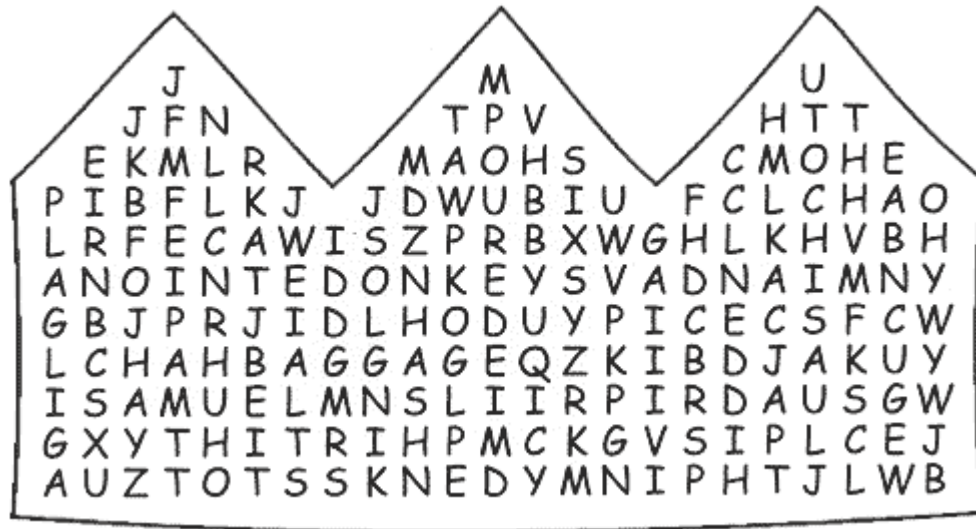 J M U
J F N T P V H T T
E K M L R M A O H S C M O H E
P I B F L K J J D W U B I U F C L C H A O
L R F E C A W I S Z P R B X W G H L K H V B H
A N O I N T E D O N K E Y S V A D N A I M N Y
G B J P R J I D L H O D U Y P I C E C S F C W
L C H A H B A G G A G E Q Z K I B D J A K U Y
I S A M U E L M N S L I I R P I R D A U S G W
G X Y T H I T R I H P M C K G V S I P L C E J
A U Z T O T S S K N E D Y M N I P H T J L W B